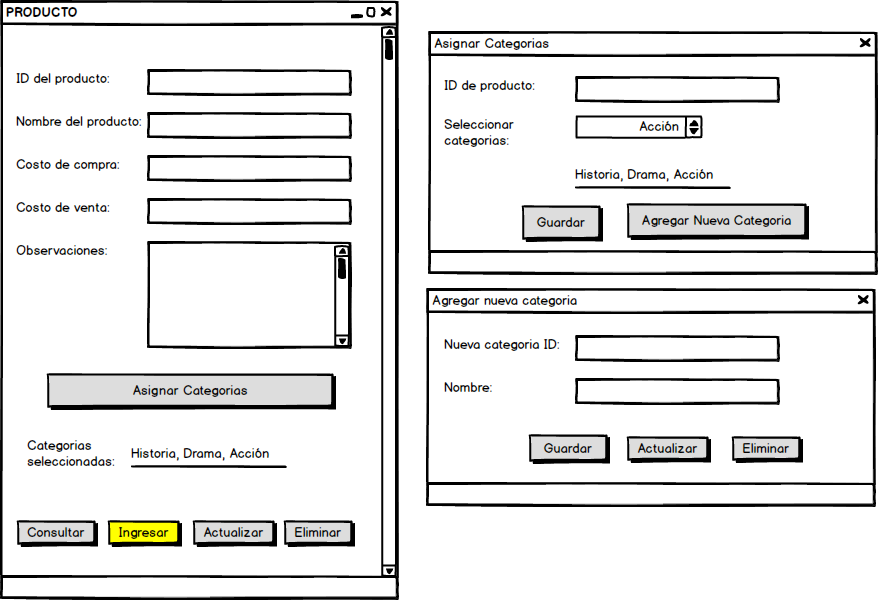 PRODUCTO
ID del producto:
Nombre del producto:
Costo de compra:
Costo de venta:
Observaciones:
Asignar Categorias
Categorias
seleccionadas:
Historia, Drama, Acción
Consultar
Ingresar
Actualizar
Eliminar
Asignar Categorias
ID de producto:
Seleccionar
categorias:
Acción
Historia, Drama, Acción
Guardar
Agregar Nueva Categoria
Agregar nueva categoria
Nueva categoria ID:
Nombre:
Guardar
Actualizar
Eliminar